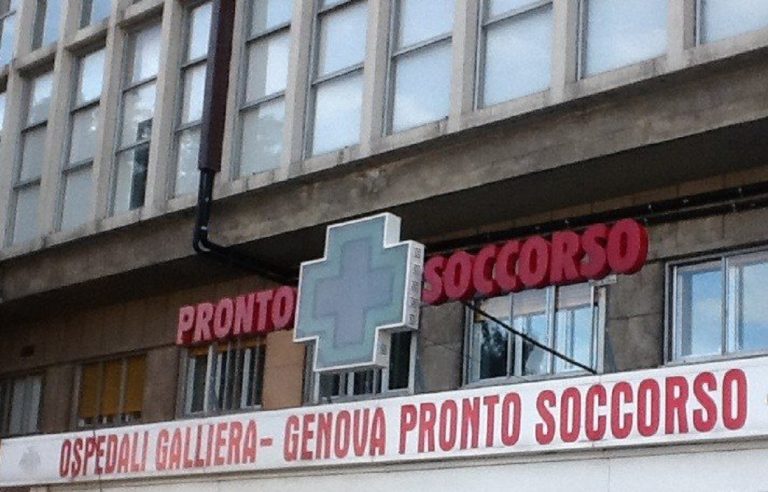 PRONTO SOCCORSO
OSPEDALI GALLIERA - GENOVA PRONTO SOCCORSO